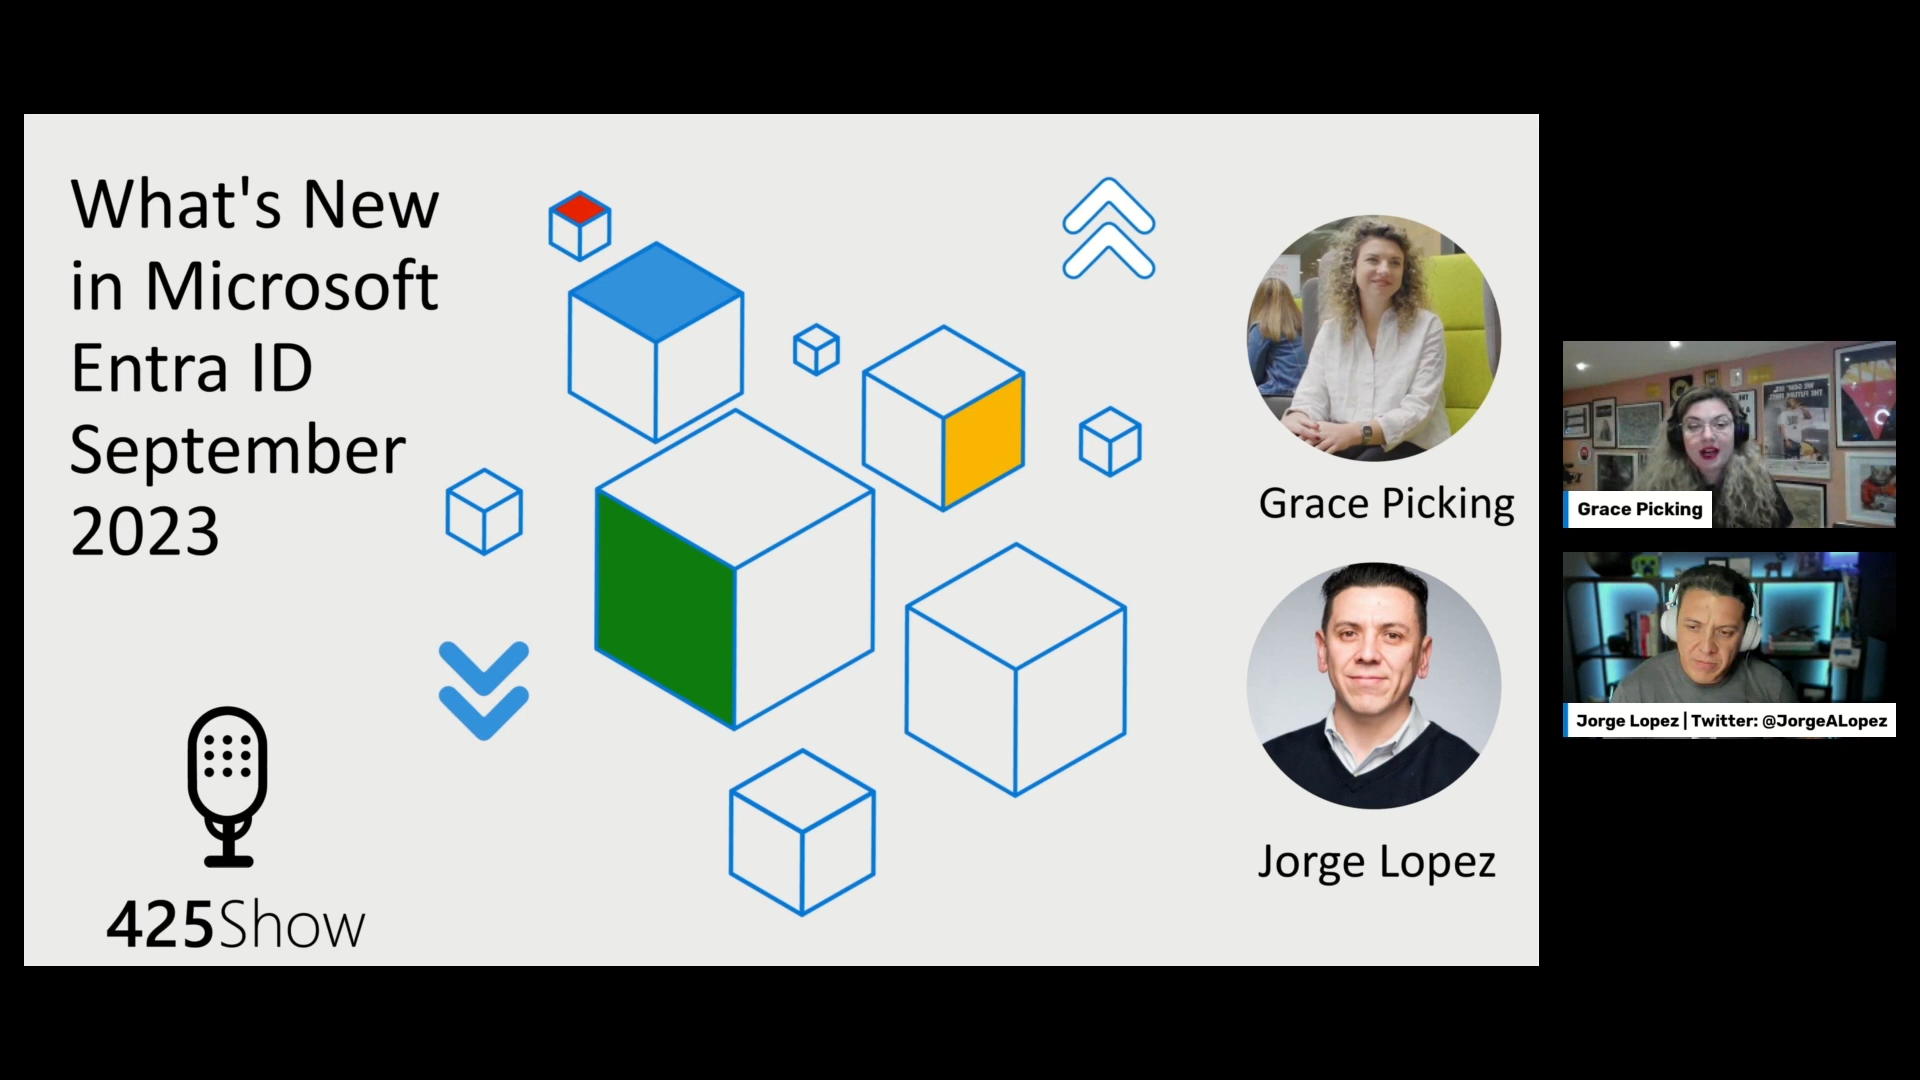 What's New
in Microsoft
Entra ID
September
2023
425Show
Grace Picking
Jorge Lopez
Grace Picking
Jorge Lopez | Twitter: @JorgeALopez